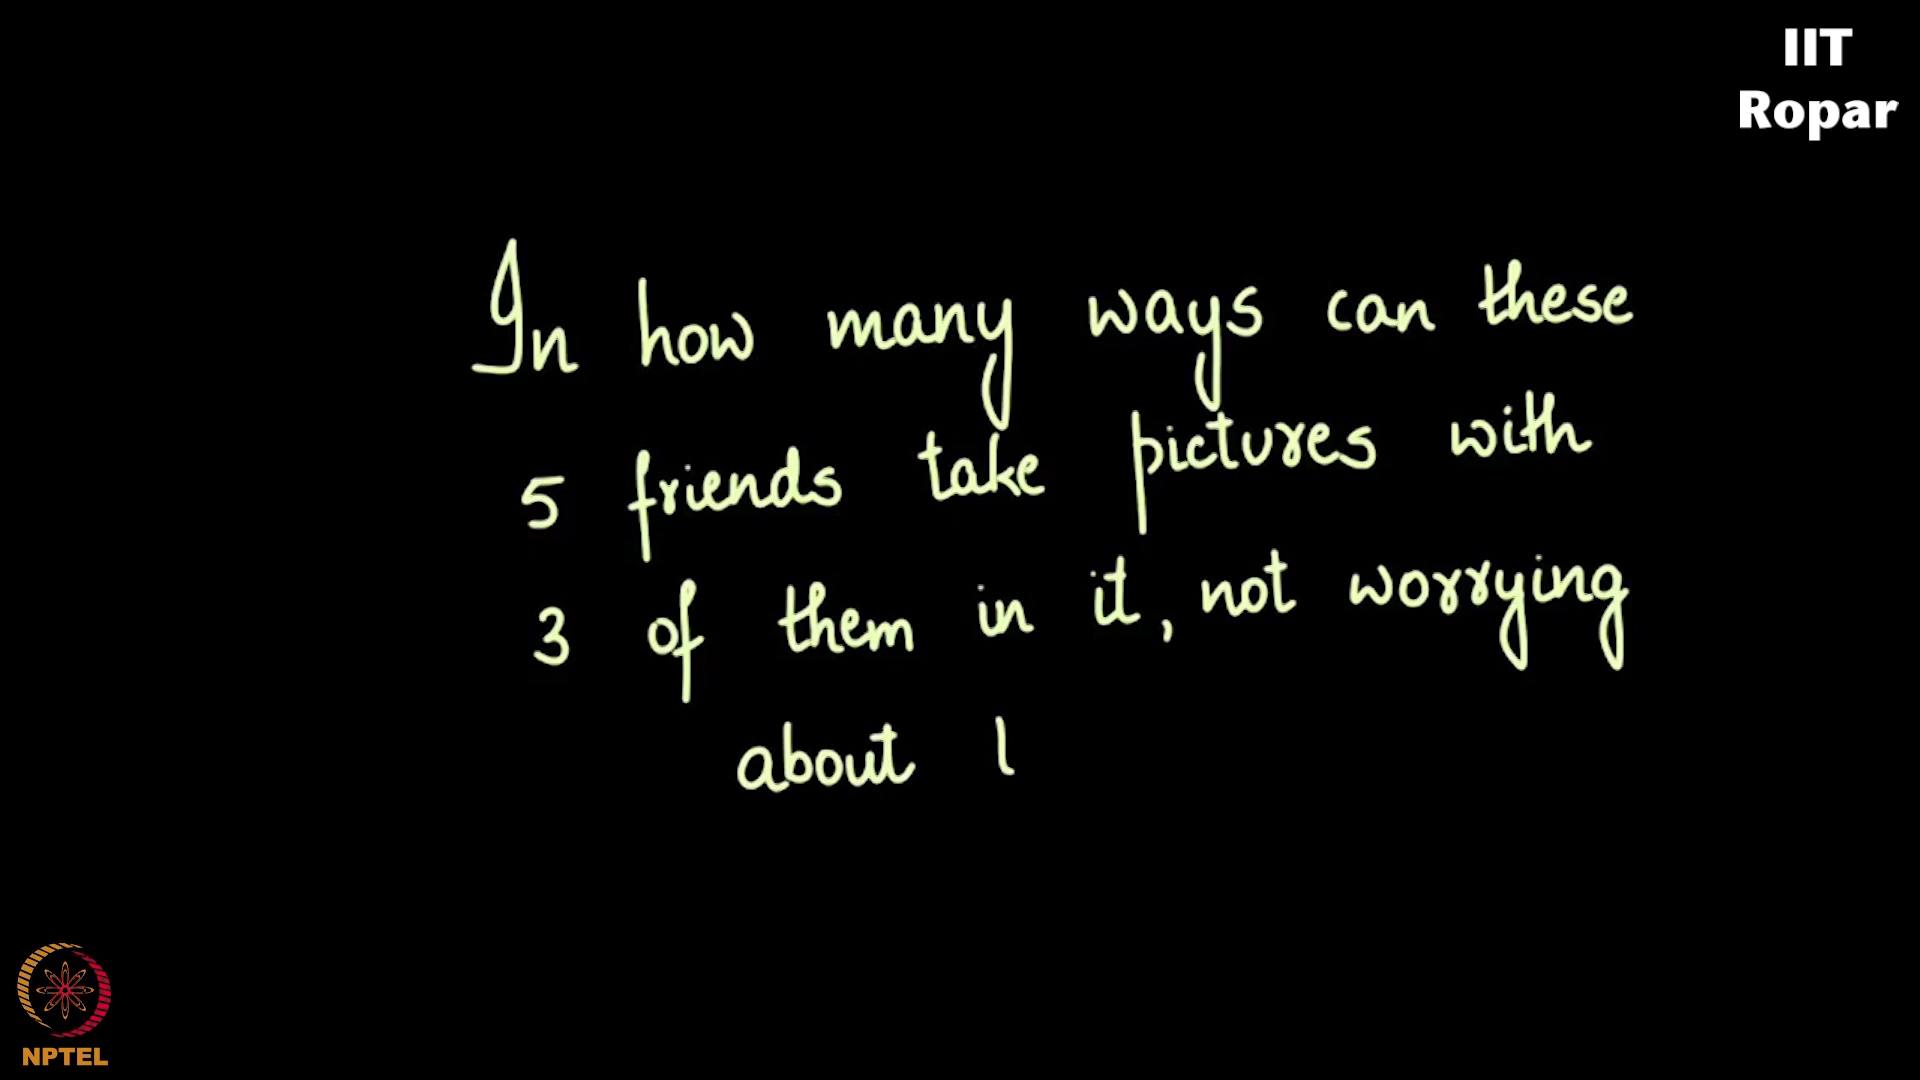 IIT
Ropar
In how many ways can these
5 friends take pictures with
3 of them in it, not worrying
about
NPTEL